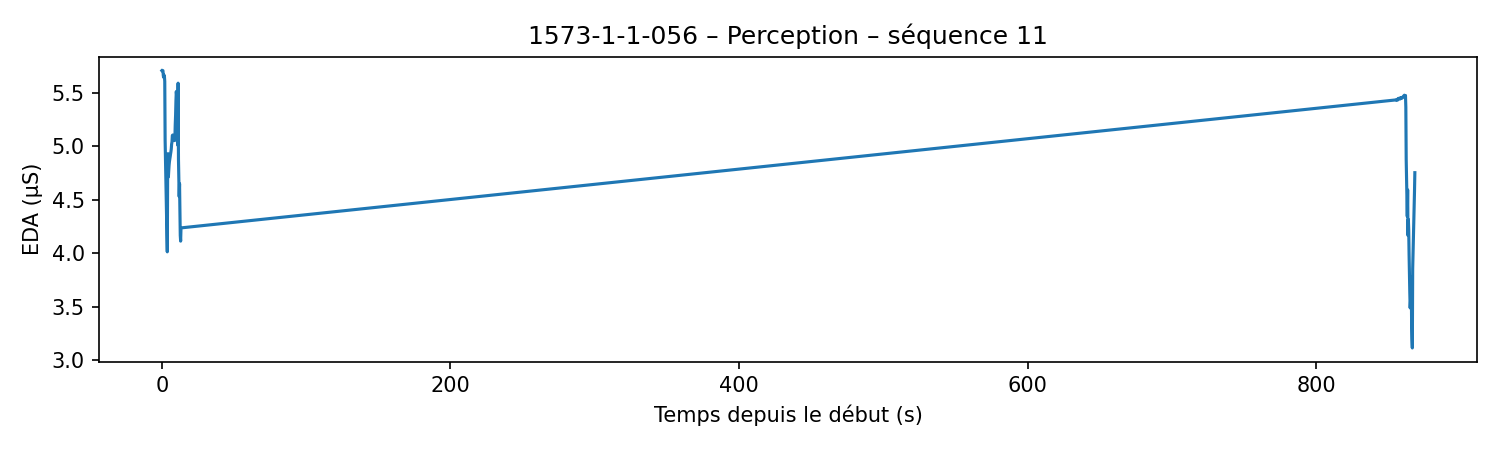 1573-1-1-056 – Perception – séquence 11
EDA (µS)
5.5
5.0
4.5
4.0
3.5
3.0
0 200 400 600 800
Temps depuis le début (s)